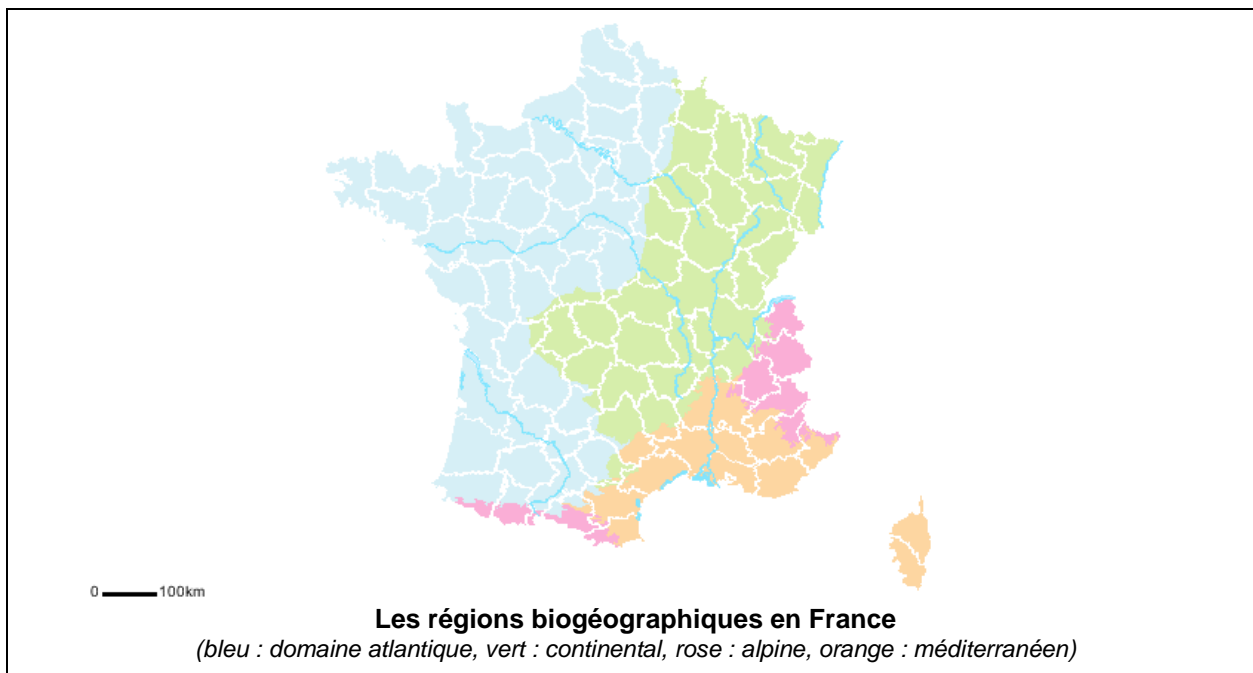 0 100km
Les régions biogéographiques en France
(bleu : domaine atlantique, vert : continental, rose : alpine, orange : méditerranéen)